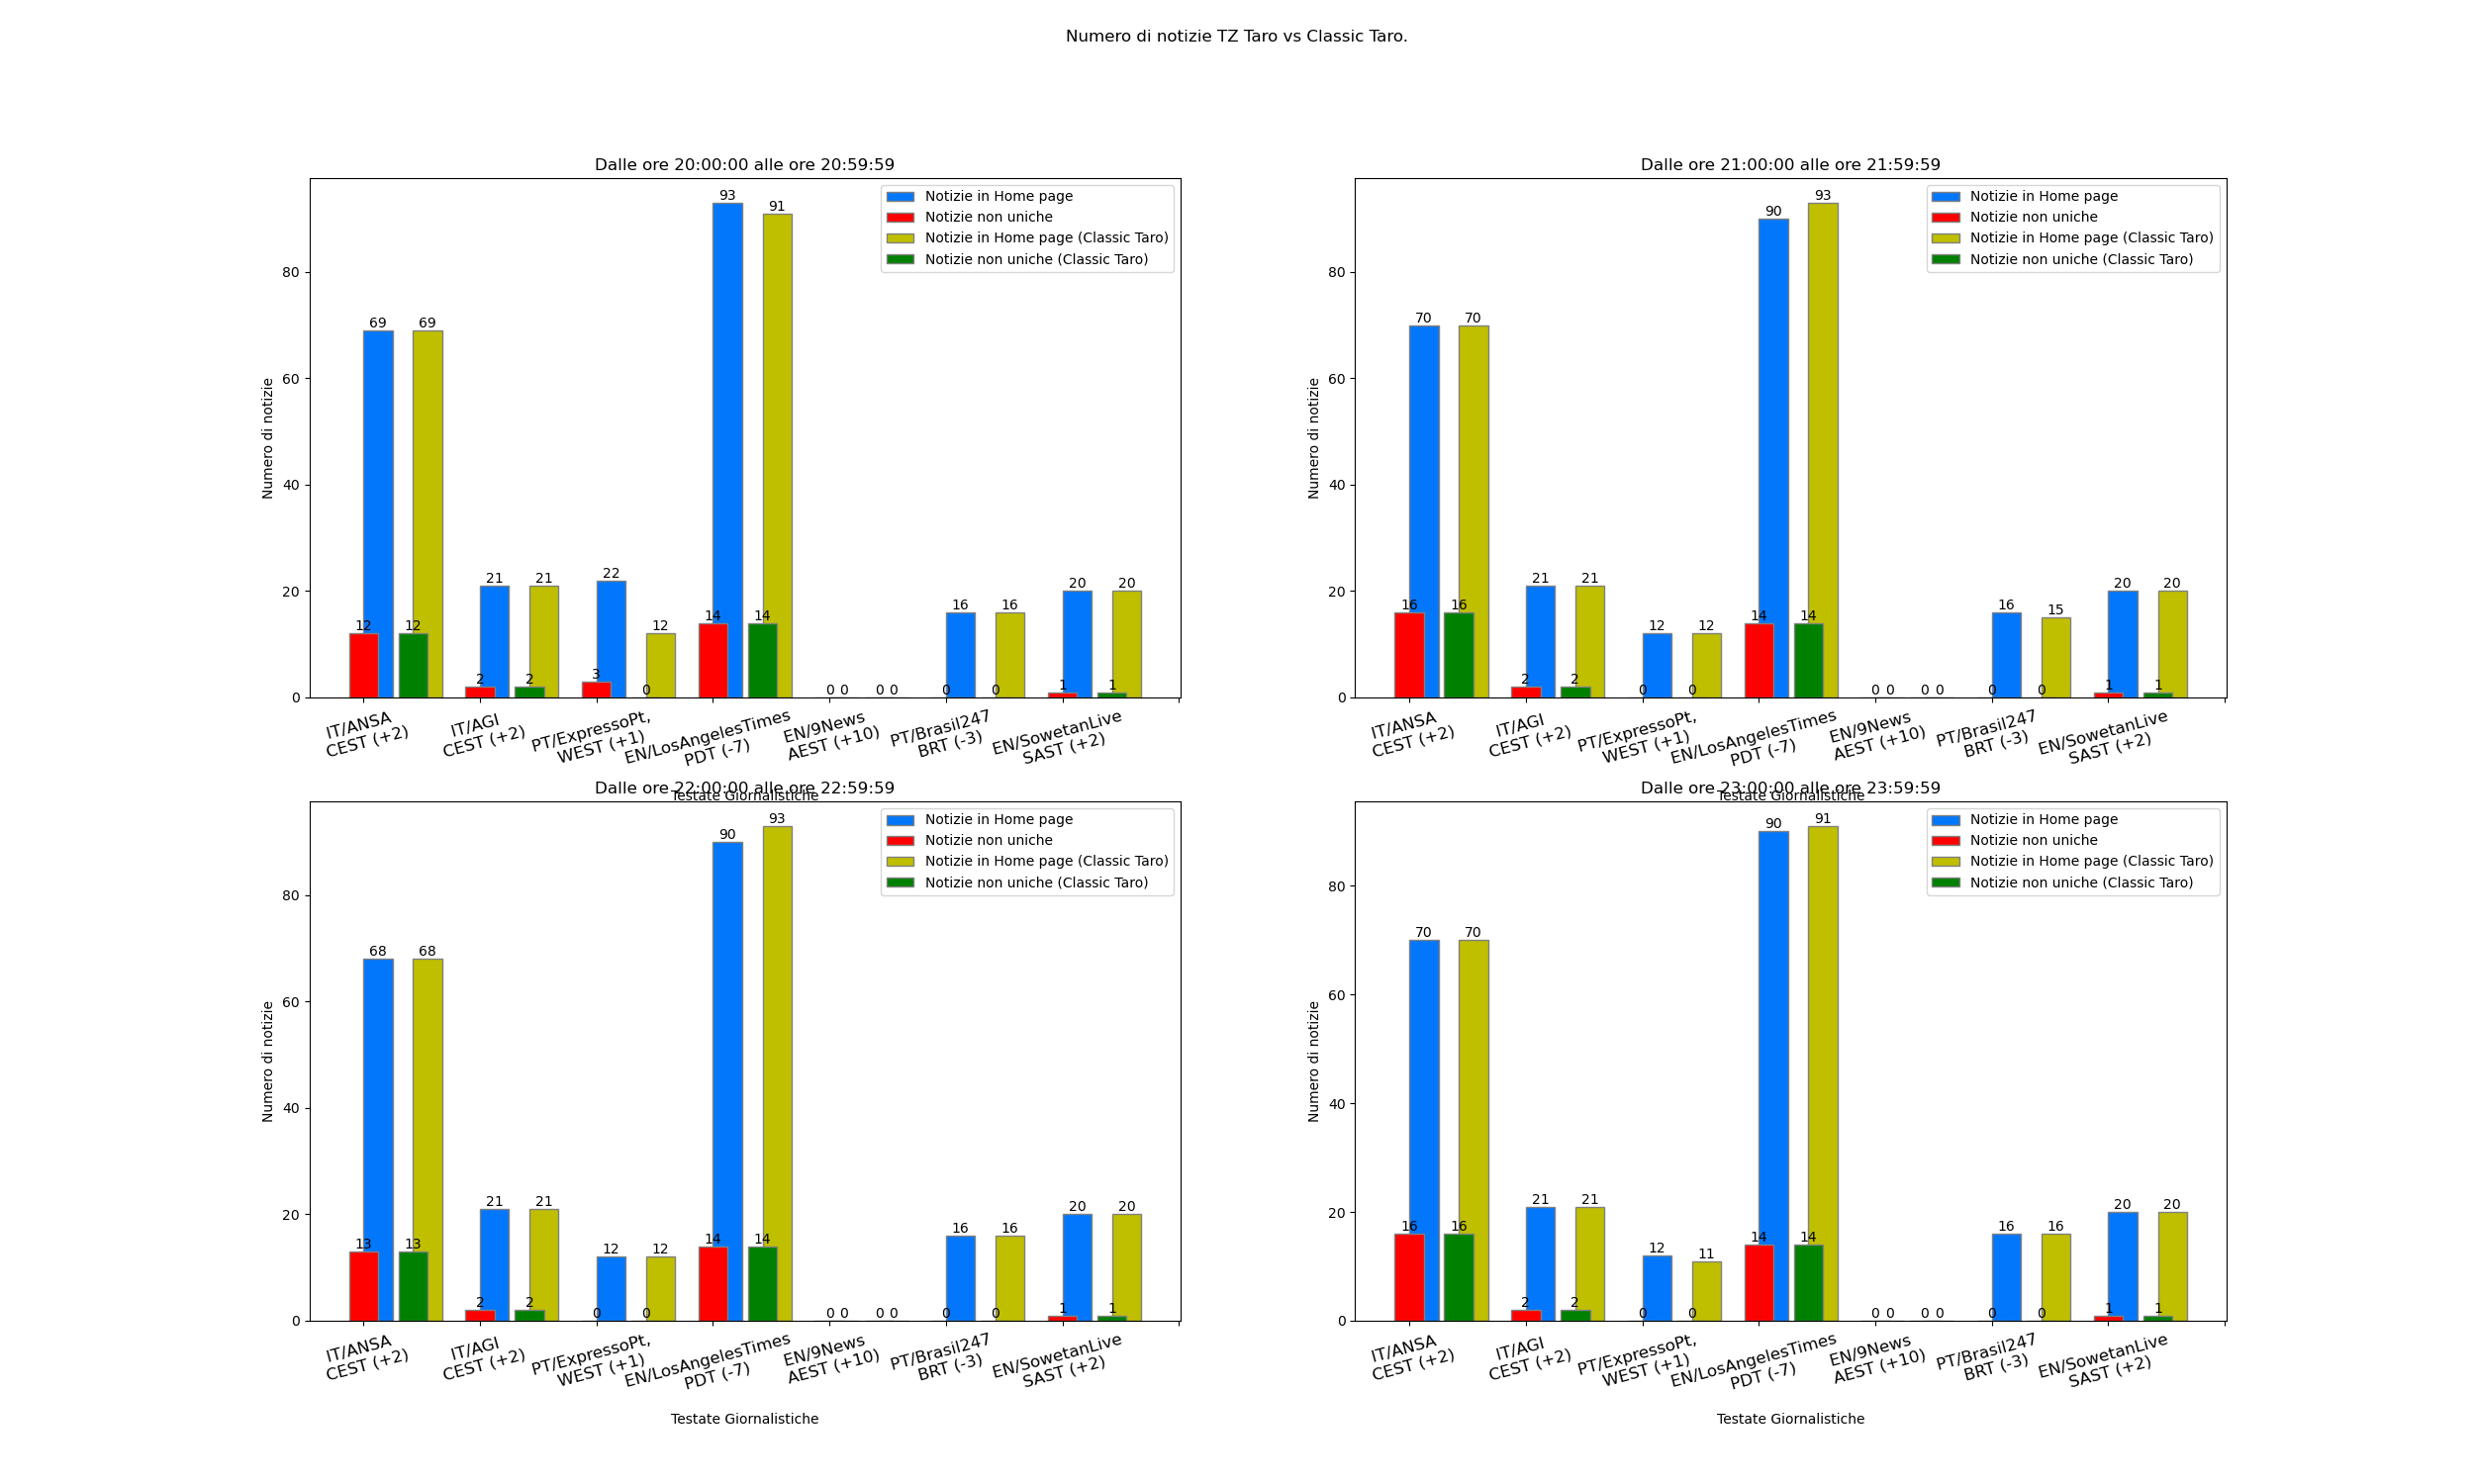 Numero di notizie TZ Taro vs Classic Taro.
Dalle ore 20:00:00 alle ore 20:59:59
Notizie in Home page
Notizie non uniche
Notizie in Home page (Classic Taro)
Notizie non uniche (Classic Taro)
Numero di notizie
80
60
40
20
0
69 69 21 21 22 12 93 91 16 16 20 20
12 12 2 2 3 0 14 14 0 0 0 0 0 0 1 1
IT/ANSA
CEST (+2)
IT/AGI
CEST (+2)
PT/ExpressoPt,
WEST (+1)
EN/LosAngelesTimes
PDT (-7)
EN/9News
AEST (+10)
PT/Brasil247
BRT (-3)
EN/SowetanLive
SAST (+2)
Testate Giornalistiche
Dalle ore 21:00:00 alle ore 21:59:59
Notizie in Home page
Notizie non uniche
Notizie in Home page (Classic Taro)
Notizie non uniche (Classic Taro)
Numero di notizie
80
60
40
20
0
70 70 21 21 12 12 90 93 16 15 20 20
16 16 2 2 0 0 14 14 0 0 0 0 0 0 1 1
IT/ANSA
CEST (+2)
IT/AGI
CEST (+2)
PT/ExpressoPt,
WEST (+1)
EN/LosAngelesTimes
PDT (-7)
EN/9News
AEST (+10)
PT/Brasil247
BRT (-3)
EN/SowetanLive
SAST (+2)
Testate Giornalistiche
Dalle ore 22:00:00 alle ore 22:59:59
Notizie in Home page
Notizie non uniche
Notizie in Home page (Classic Taro)
Notizie non uniche (Classic Taro)
Numero di notizie
80
60
40
20
0
68 68 21 21 12 12 90 93 16 16 20 20
13 13 2 2 0 0 14 14 0 0 0 0 0 0 1 1
IT/ANSA
CEST (+2)
IT/AGI
CEST (+2)
PT/ExpressoPt,
WEST (+1)
EN/LosAngelesTimes
PDT (-7)
EN/9News
AEST (+10)
PT/Brasil247
BRT (-3)
EN/SowetanLive
SAST (+2)
Testate Giornalistiche
Dalle ore 23:00:00 alle ore 23:59:59
Notizie in Home page
Notizie non uniche
Notizie in Home page (Classic Taro)
Notizie non uniche (Classic Taro)
Numero di notizie
80
60
40
20
0
70 70 21 21 12 11 90 91 16 16 20 20
16 16 2 2 0 0 14 14 0 0 0 0 0 0 1 1
IT/ANSA
CEST (+2)
IT/AGI
CEST (+2)
PT/ExpressoPt,
WEST (+1)
EN/LosAngelesTimes
PDT (-7)
EN/9News
AEST (+10)
PT/Brasil247
BRT (-3)
EN/SowetanLive
SAST (+2)
Testate Giornalistiche